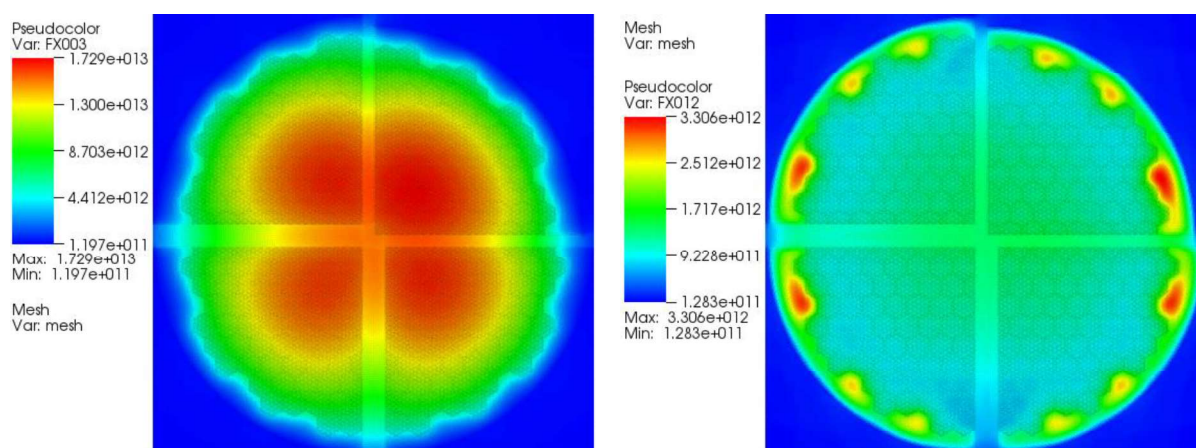 Pseudocolor
Var: FX003
1.729e+013
1.300e+013
8.703e+012
4.412e+012
1.197e+011
Max: 1.729e+013
Min: 1.197e+011
Mesh
Var: mesh
Mesh
Var: mesh
Pseudocolor
Var: FX012
3.306e+012
2.512e+012
1.717e+012
9.228e+011
1.283e+011
Max: 3.306e+012
Min: 1.283e+011